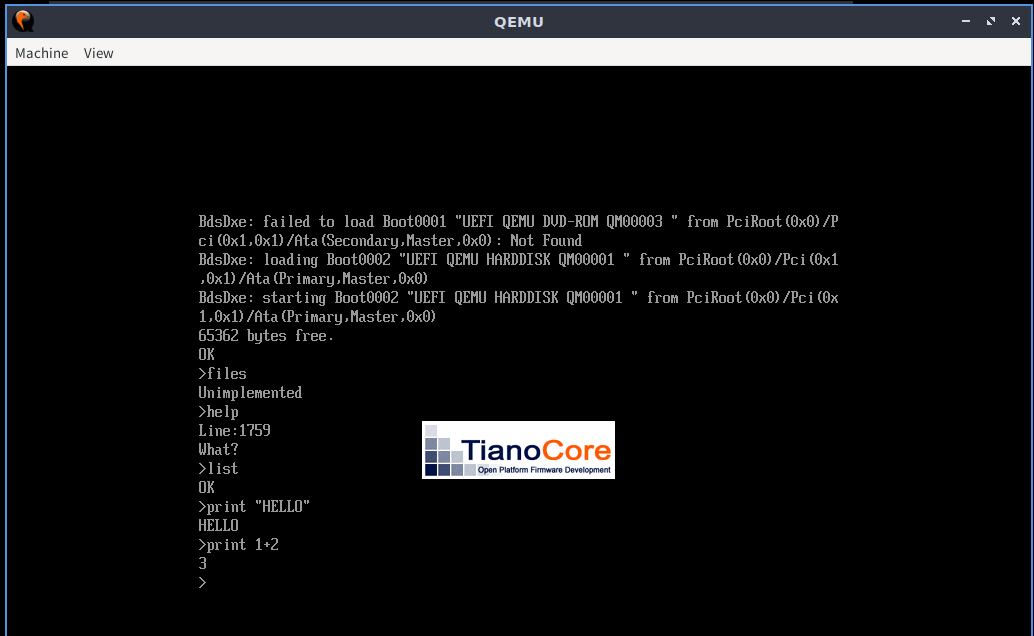 QEMU
Machine View
BdsDxe: failed to load Boot0001 "UEFI QEMU DVD-ROM QM00003 " from PciRoot(0x0)/P
ci(0x1,0x1)/Ata(Secondary,Master,0x0): Not Found
BdsDxe: loading Boot0002 "UEFI QEMU HARDDISK QM00001 " from PciRoot(0x0)/Pci(0x1
,0x1)/Ata(Primary,Master,0x0)
BdsDxe: starting Boot0002 "UEFI QEMU HARDDISK QM00001 " from PciRoot(0x0)/Pci(0x
1,0x1)/Ata(Primary,Master,0x0)
65362 bytes free.
OK
>files
Unimplemented
>help
Line:1759
What?
>list
OK
>print "HELLO"
HELLO
>print 1+2
3
>
TianoCore
Open Platform Firmware Development